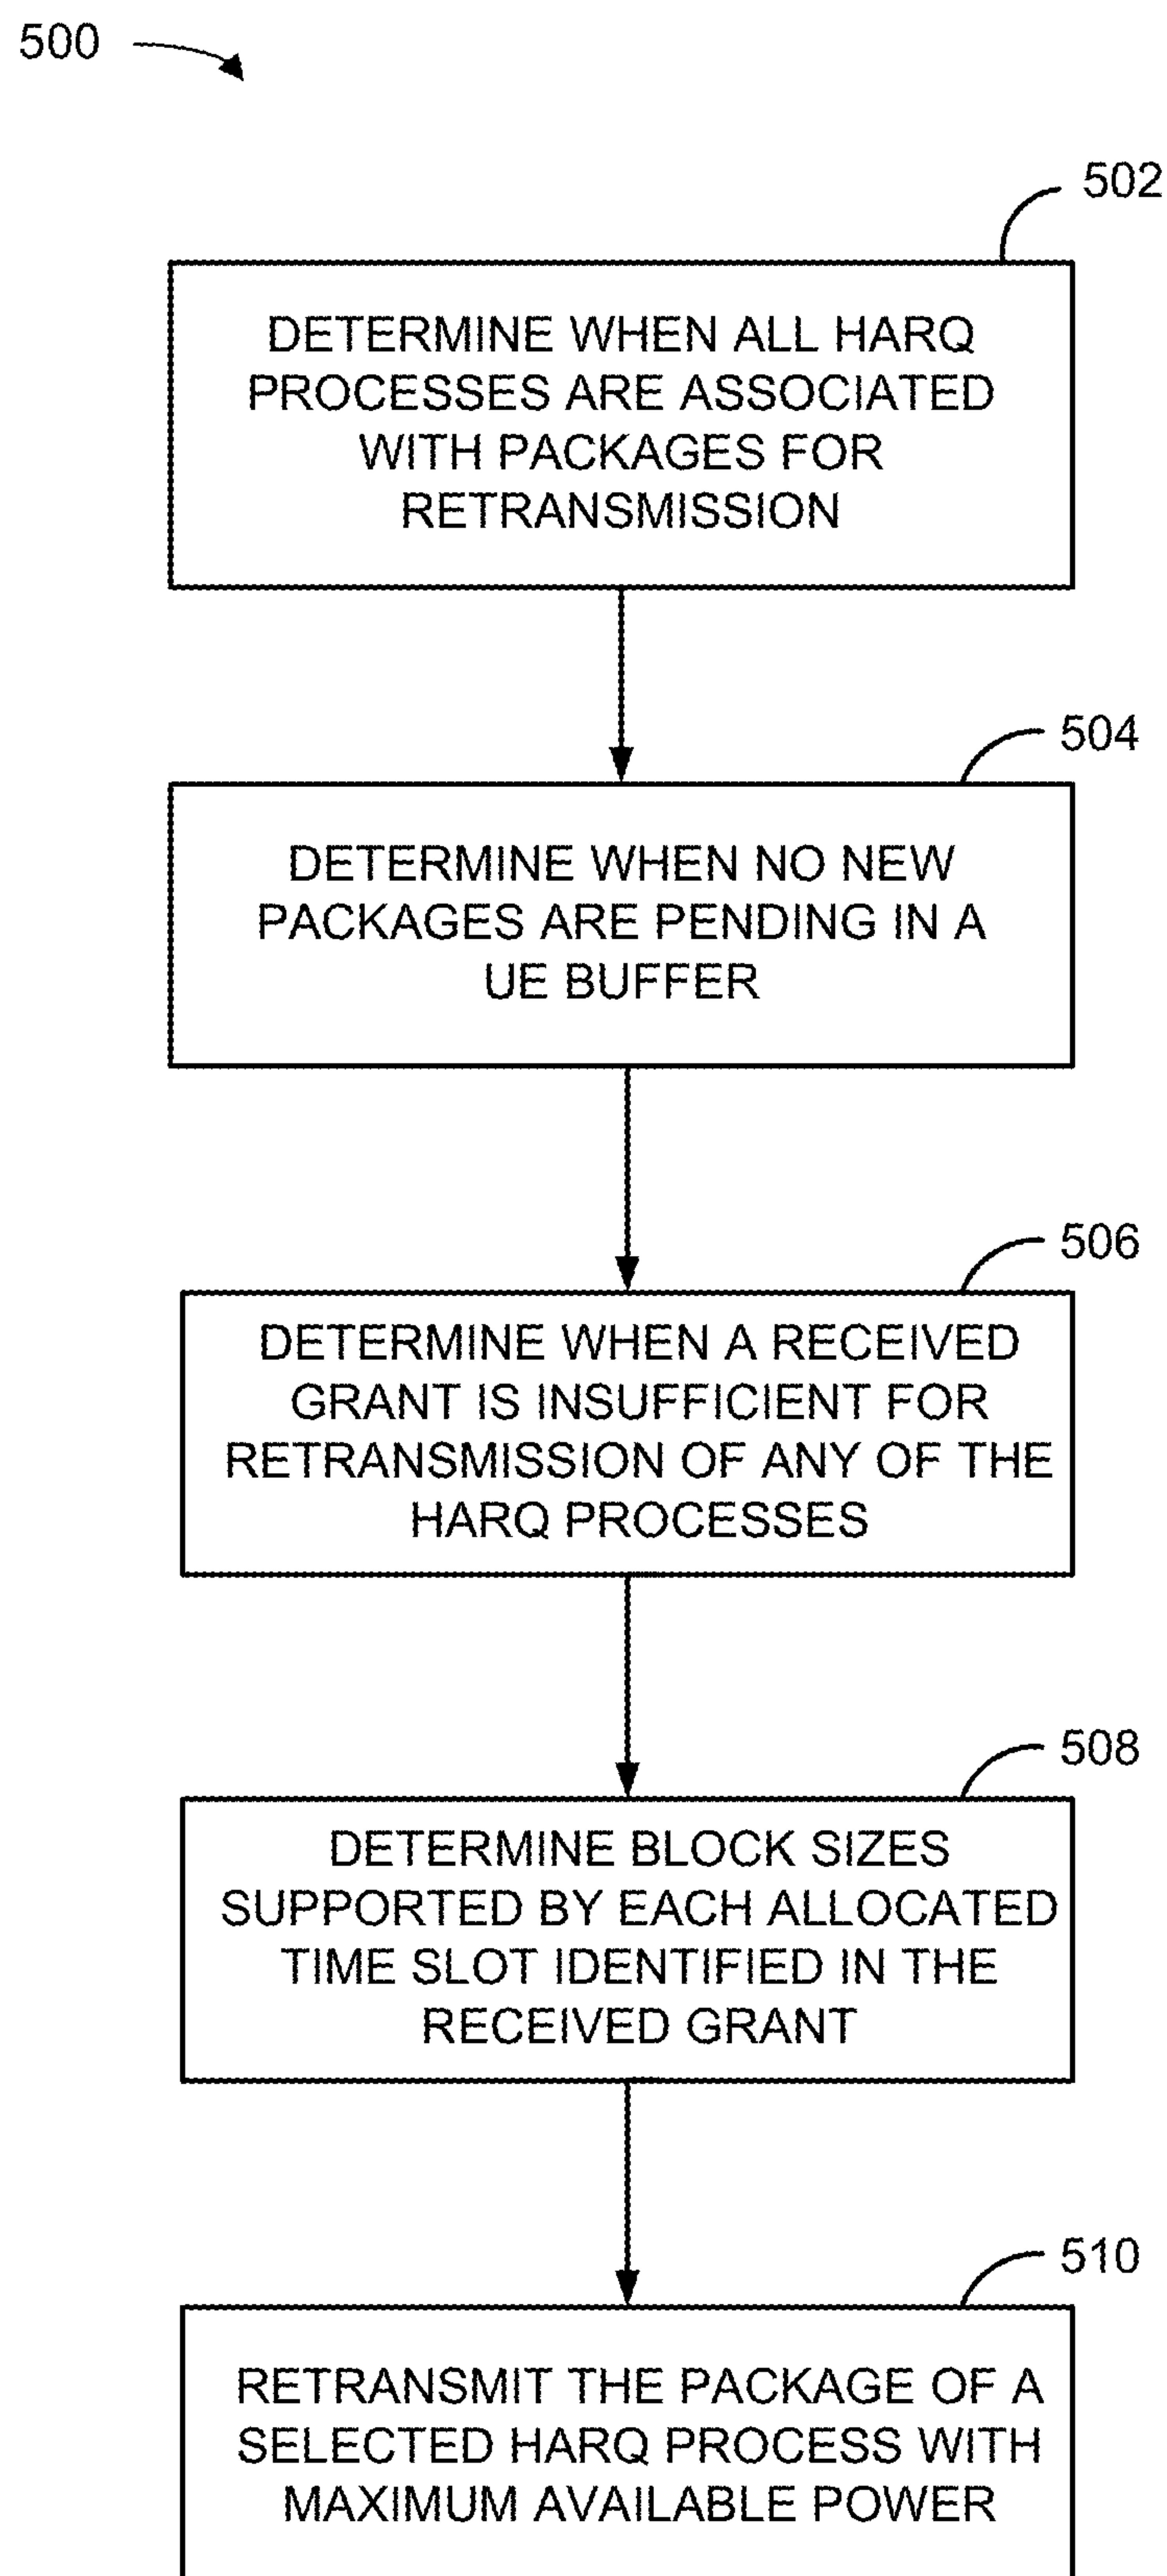 500
502
DETERMINE WHEN ALL HARQ
PROCESSES ARE ASSOCIATED
WITH PACKAGES FOR
RETRANSMISSION
504
DETERMINE WHEN NO NEW
PACKAGES ARE PENDING IN A
UE BUFFER
506
DETERMINE WHEN A RECEIVED
GRANT IS INSUFFICIENT FOR
RETRANSMISSION OF ANY OF THE
HARQ PROCESSES
508
DETERMINE BLOCK SIZES
SUPPORTED BY EACH ALLOCATED
TIME SLOT IDENTIFIED IN THE
RECEIVED GRANT
510
RETRANSMIT THE PACKAGE OF A
SELECTED HARQ PROCESS WITH
MAXIMUM AVAILABLE POWER